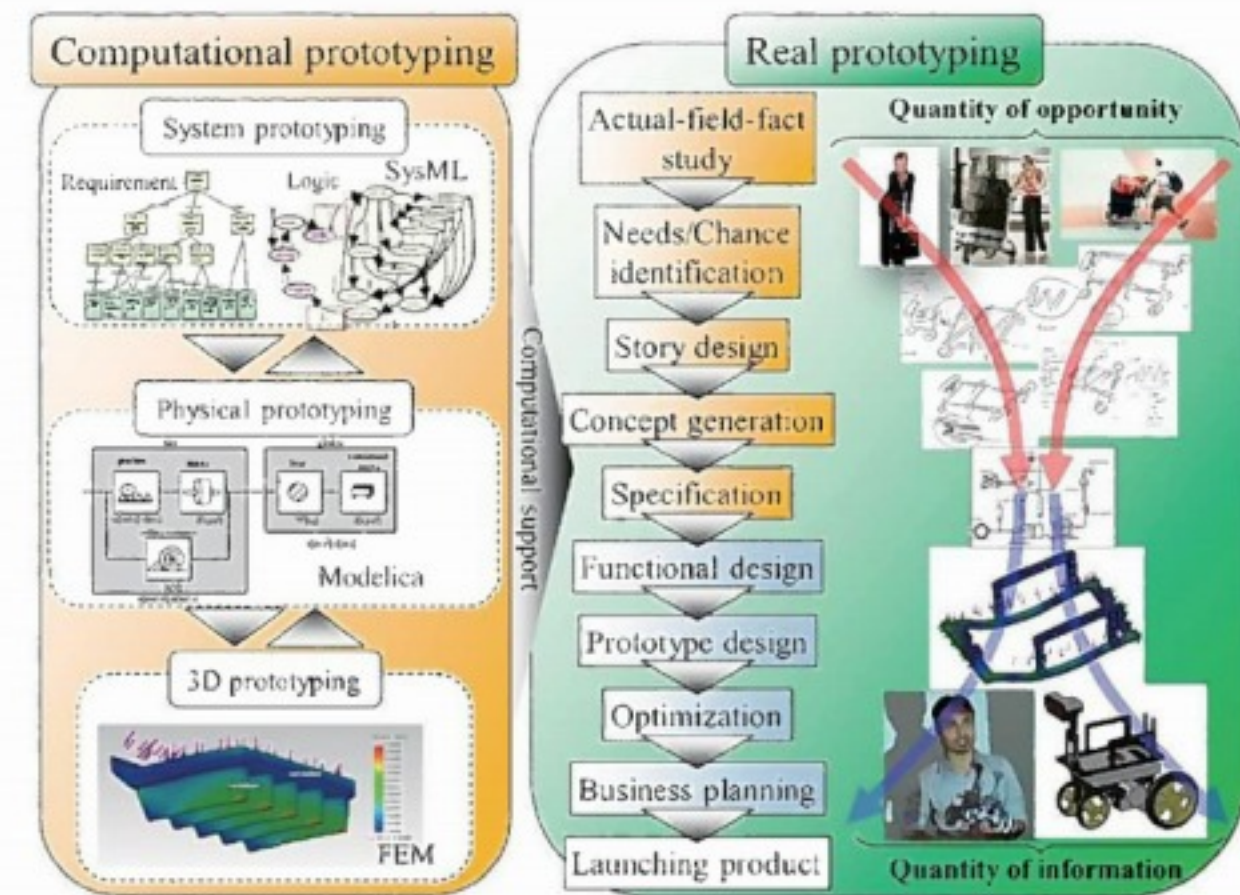 Computational prototyping
System prototyping
Requirement
Logic
SysML
Physical prototyping
Modelica
3D prototyping
FEM
Computational support
Real prototyping
Actual-field-fact
study
Needs/Chance
identification
Story design
Concept generation
Specification
Functional design
Prototype design
Optimization
Business planning
Launching product
Quantity of opportunity
Quantity of information